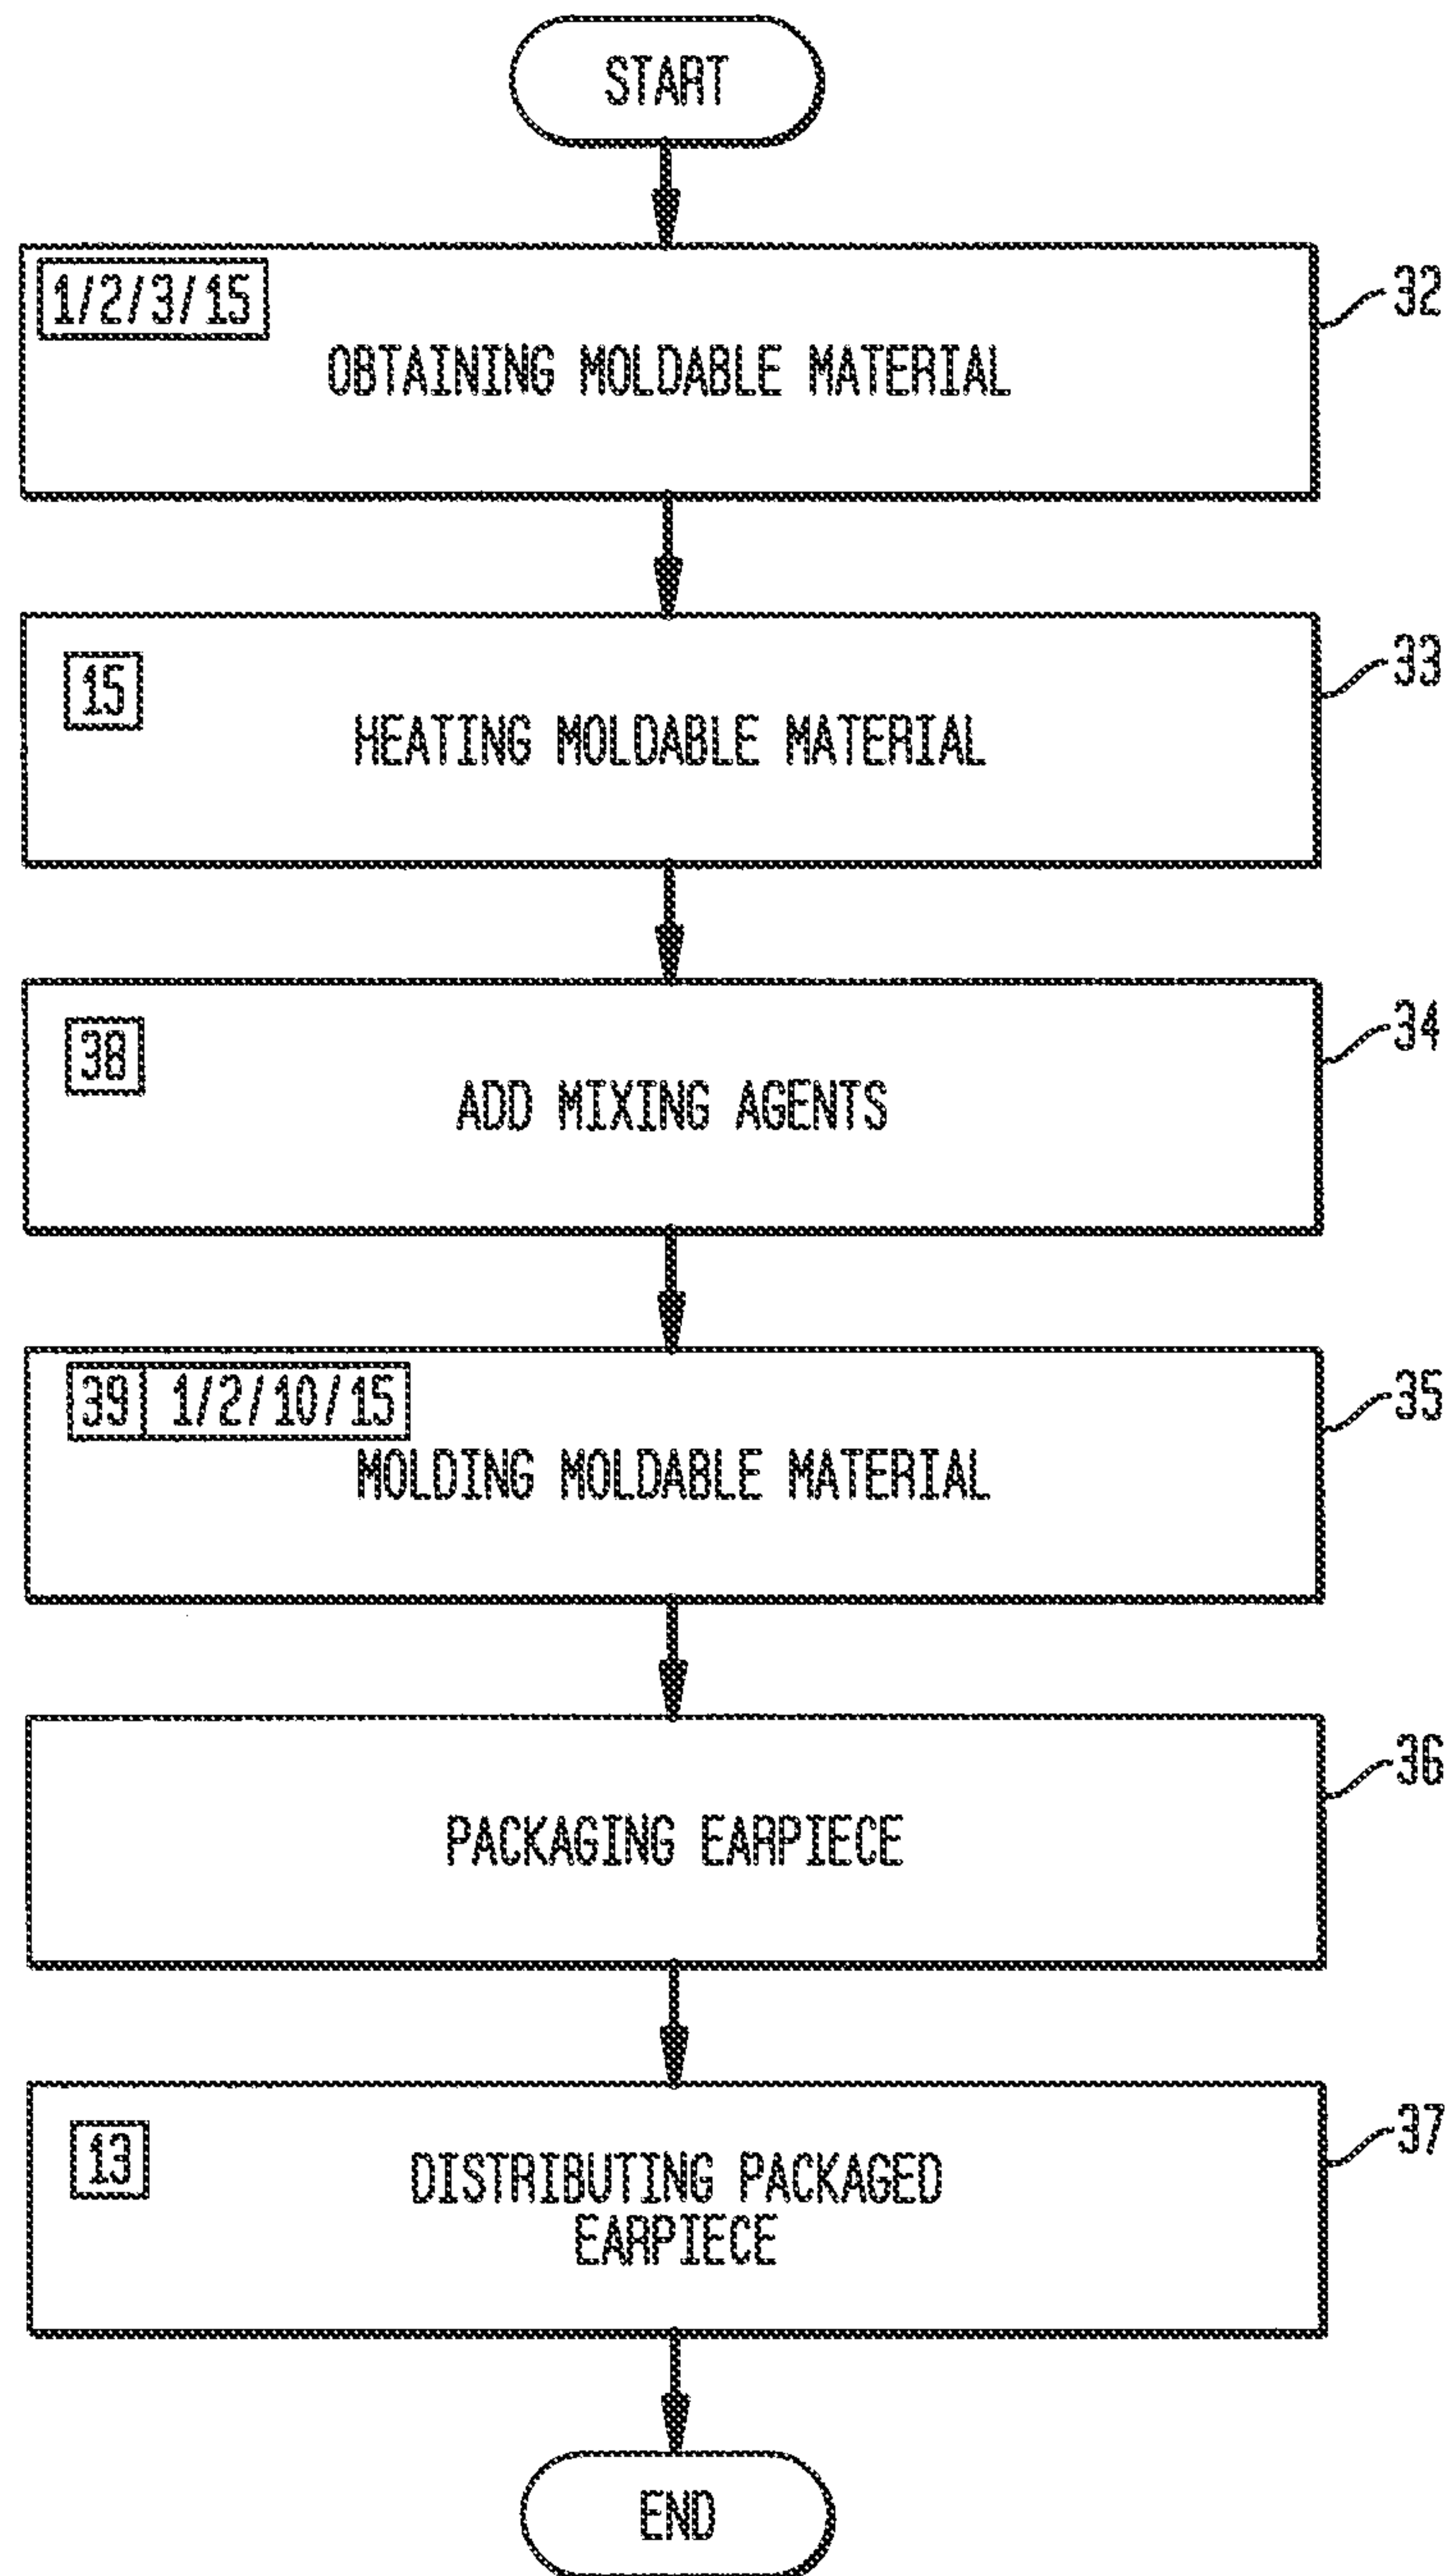 START
1/2/3/15
32
OBTAINING MOLDABLE MATERIAL
33
15
HEATING MOLDABLE MATERIAL
34
38
ADD MIXING AGENTS
39 1/2/10/15
35
MOLDING MOLDABLE MATERIAL
36
PACKAGING EARPIECE
37
13
DISTRIBUTING PACKAGED
EARPIECE
END